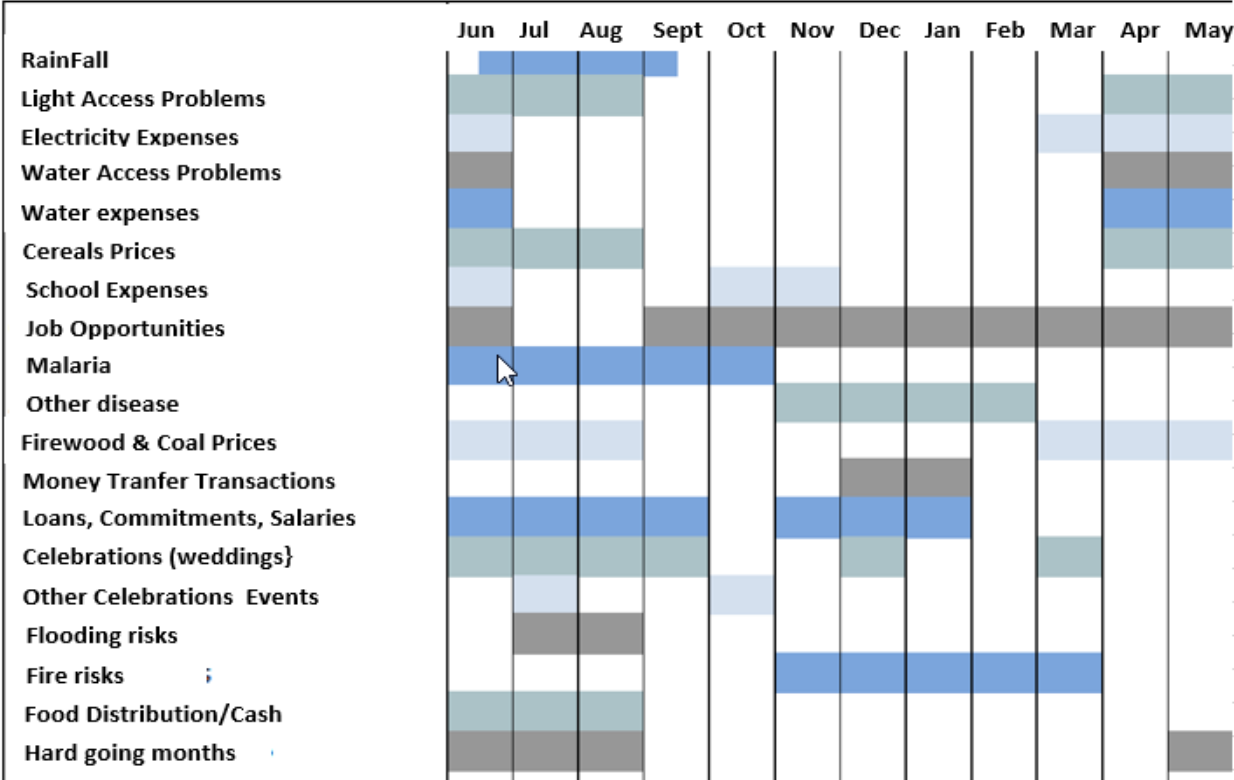 Jun Jul Aug Sept Oct Nov Dec Jan Feb Mar Apr May
RainFall
Light Access Problems
Electricity Expenses
Water Access Problems
Water expenses
Cereals Prices
School Expenses
Job Opportunities
Malaria
Other disease
Firewood & Coal Prices
Money Tranfer Transactions
Loans, Commitments, Salaries
Celebrations (weddings}
Other Celebrations Events
Flooding risks
Fire risks
Food Distribution/Cash
Hard going months